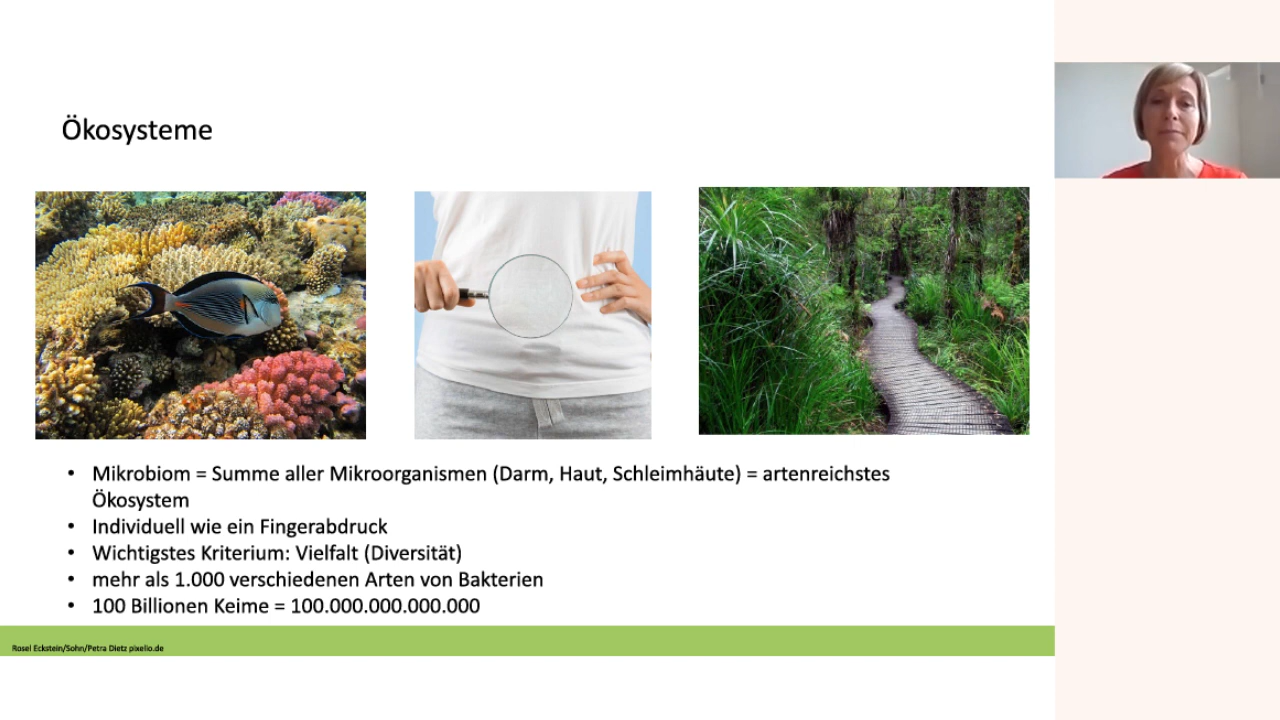 Ökosysteme
• Mikrobiom = Summe aller Mikroorganismen (Darm, Haut, Schleimhäute) = artenreichstes
Ökosystem
• Individuell wie ein Fingerabdruck
• Wichtigstes Kriterium: Vielfalt (Diversität)
• mehr als 1.000 verschiedenen Arten von Bakterien
• 100 Billionen Keime = 100.000.000.000.000
Rosel Eckstein/Sohn/Petra Dietz pixelio.de